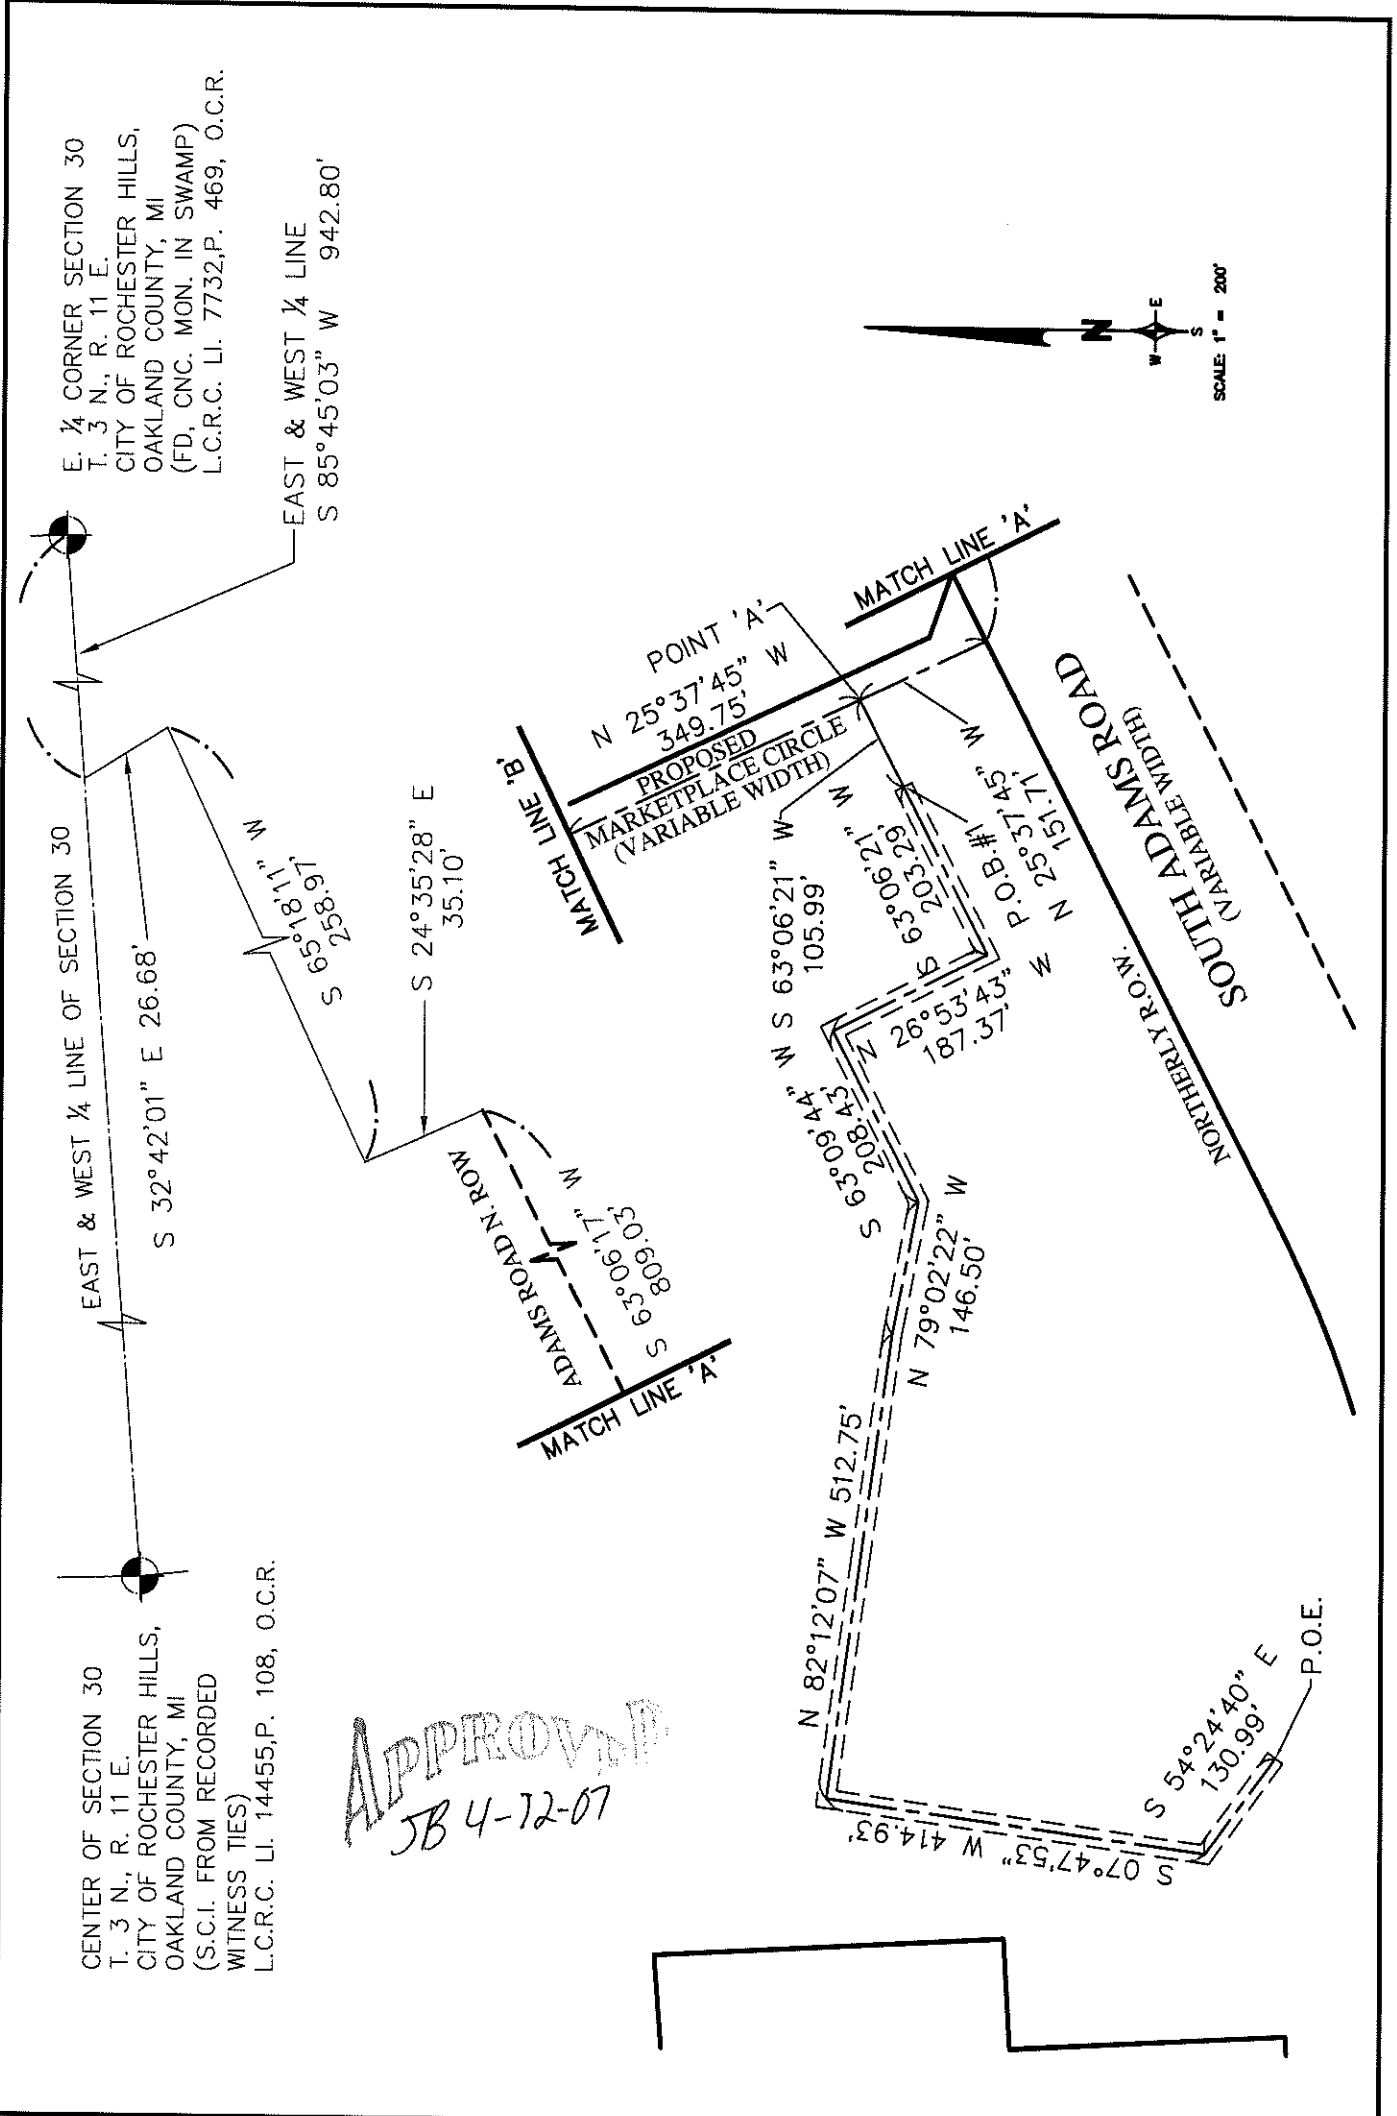 CENTER OF SECTION 30
T. 3 N., R. 11 E.
CITY OF ROCHESTER HILLS,
OAKLAND COUNTY, MI
(S.C.I. FROM RECORDED
WITNESS TIES)
L.C.R.C. LI. 14455,P. 108, O.C.R.
EAST & WEST ¼ LINE OF SECTION 30
E. ¼ CORNER SECTION 30
T. 3 N., R. 11 E.
CITY OF ROCHESTER HILLS,
OAKLAND COUNTY, MI
(FD, CNC. MON. IN SWAMP)
L.C.R.C. LI. 7732,P. 469, O.C.R.
EAST & WEST ¼ LINE
S 85°45'03" W 942.80'
S 32°42'01" E 26.68'
S 65°18'11" W
258.97'
S 24°35'28" E
35.10'
ADAMS ROAD N. ROW
S 63°06'17" W
809.03'
MATCH LINE 'A'
APPROVED
JB 4-12-07
MATCH LINE 'B'
N 25°37'45" W
349.75'
PROPOSED
MARKETPLACE CIRCLE
(VARIABLE WIDTH)
POINT 'A'
MATCH LINE 'A'
S 63°06'21" W
105.99'
S 63°06'21" W
203.29'
P.O.B.#1
N 25°37'45" W
151.71'
N 26°53'43" W
187.37'
S 63°09'44" W
208.43'
N 79°02'22" W
146.50'
N 82°12'07" W 512.75'
S 07°47'53" W 414.93'
S 54°24'40" E
130.99'
P.O.E.
NORTHERLY R.O.W.
SOUTH ADAMS ROAD
(VARIABLE WIDTH)
N
W
E
S
SCALE: 1" = 200'